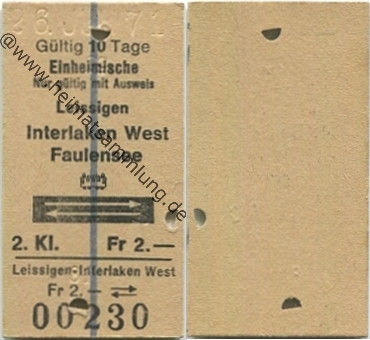 Gültig 10 Tage
Einheimische
Nur gültig mit Ausweis
Leissigen
Interlaken West
Faulensee
2. Kl. Fr 2.—
Leissigen-Interlaken West
Fr 2.—
00230
www.heimatsammlung.de